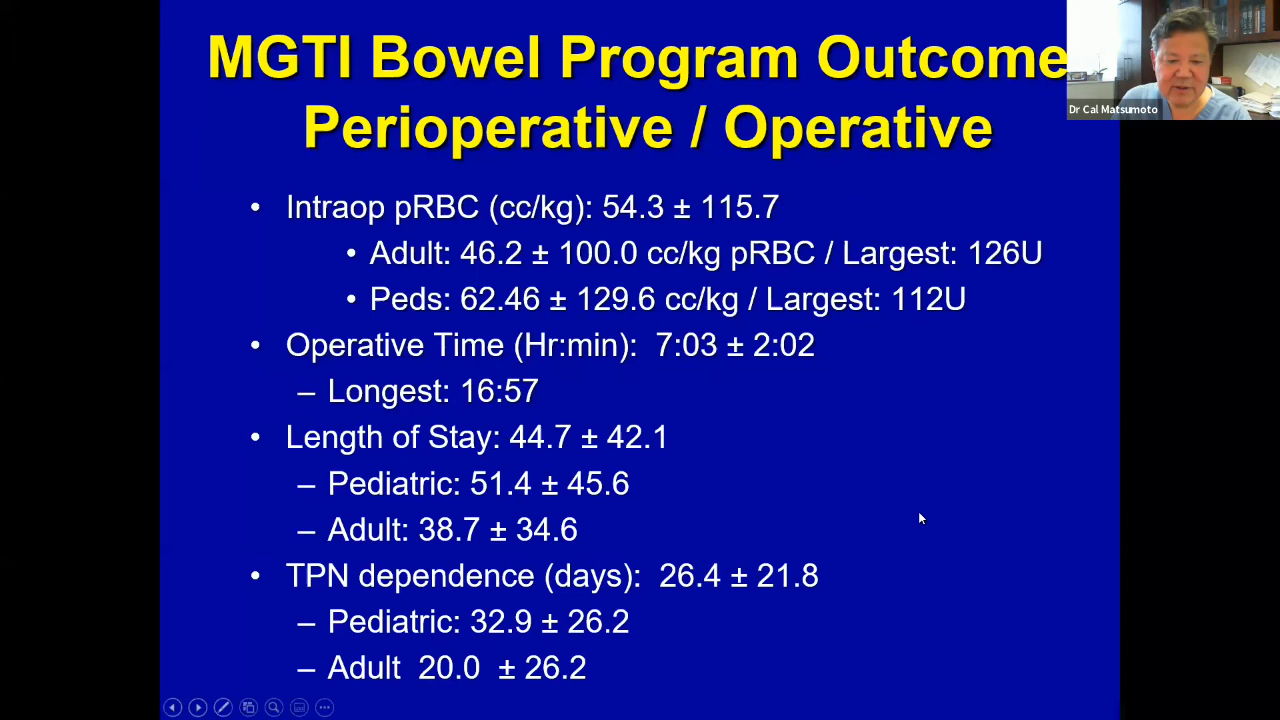 MGTI Bowel Program Outcome
Perioperative / Operative
Dr Cal Matsumoto
• Intraop pRBC (cc/kg): 54.3 ± 115.7
• Adult: 46.2 ± 100.0 cc/kg pRBC / Largest: 126U
• Peds: 62.46 ± 129.6 cc/kg / Largest: 112U
• Operative Time (Hr:min): 7:03 ± 2:02
– Longest: 16:57
• Length of Stay: 44.7 ± 42.1
– Pediatric: 51.4 ± 45.6
– Adult: 38.7 ± 34.6
• TPN dependence (days): 26.4 ± 21.8
– Pediatric: 32.9 ± 26.2
– Adult 20.0 ± 26.2